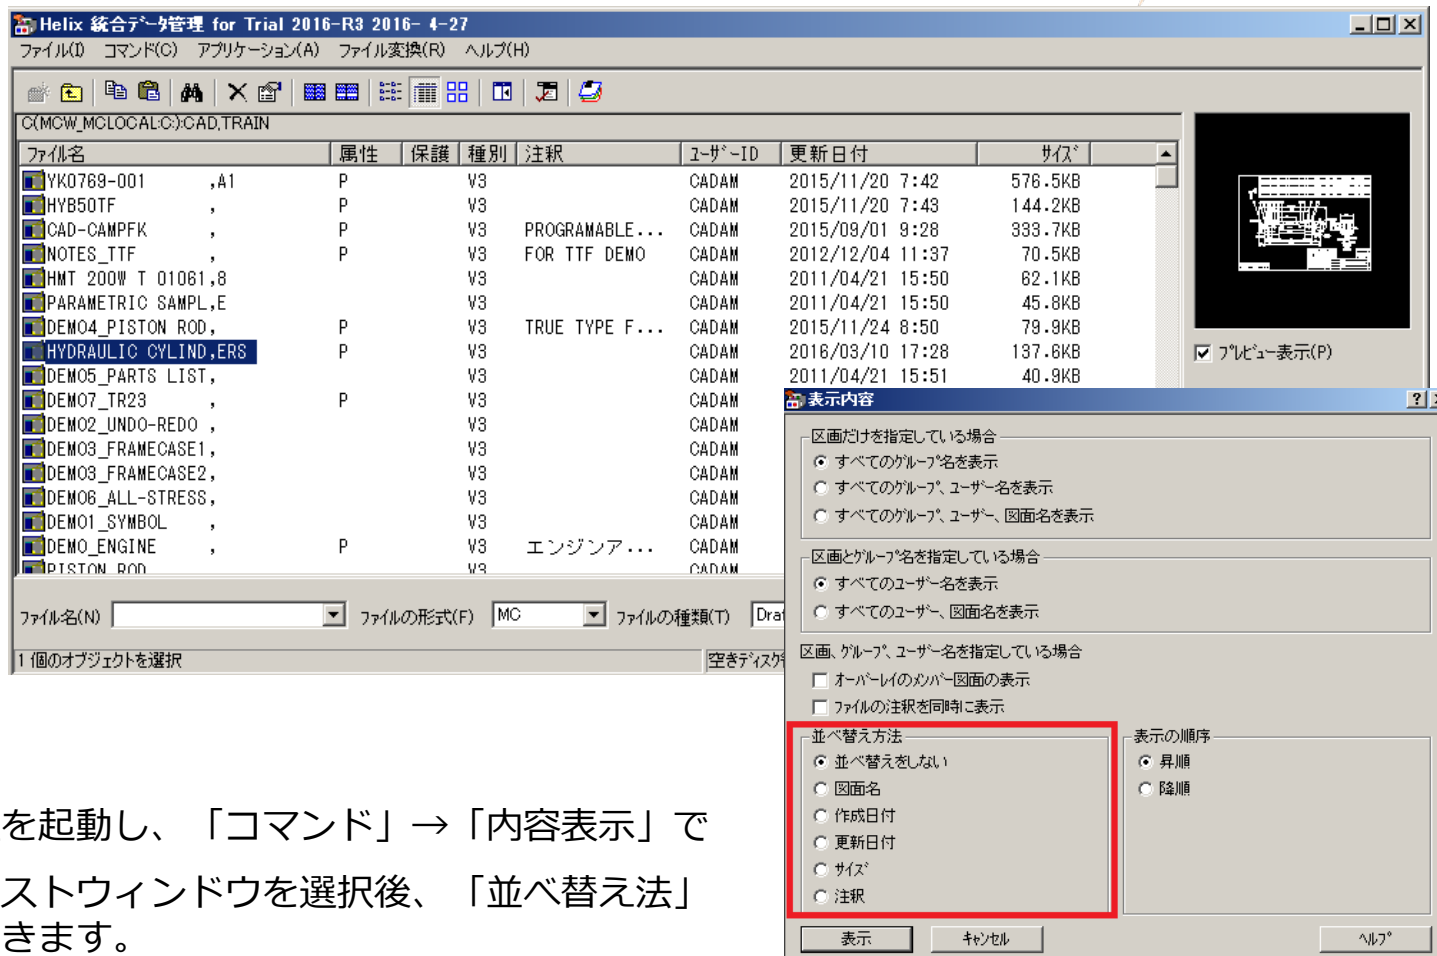 Helix 統合ﾃﾞｰﾀ管理 for Trial 2016-R3 2016- 4-27
ファイル(I) コマンド(C) アプリケーション(A) ファイル変換(R) ヘルプ(H)
C(MCW_MCLOCAL:C:):CAD,TRAIN
ファイル名 属性 保護 種別 注釈 ﾕｰｻﾞｰID 更新日付 ｻｲｽﾞ
YK0769-001 ,A1 P V3 CADAM 2015/11/20 7:42 576.5KB
HYB50TF , P V3 CADAM 2015/11/20 7:43 144.2KB
CAD-CAMPFK , P V3 PROGRAMABLE... CADAM 2015/09/01 9:28 333.7KB
NOTES_TTF , P V3 FOR TTF DEMO CADAM 2012/12/04 11:37 70.5KB
HMT 200W T 01061,8 V3 CADAM 2011/04/21 15:50 62.1KB
PARAMETRIC SAMPL,E V3 CADAM 2011/04/21 15:50 45.8KB
DEMO4_PISTON ROD, P V3 TRUE TYPE F... CADAM 2015/11/24 8:50 79.9KB
HYDRAULIC CYLIND,ERS P V3 CADAM 2016/03/10 17:28 137.6KB
DEMO5_PARTS LIST, V3 CADAM 2011/04/21 15:51 40.9KB
DEMO7_TR23 , P V3 CADAM
DEMO2_UNDO-REDO , V3 CADAM
DEMO3_FRAMECASE1, V3 CADAM
DEMO3_FRAMECASE2, V3 CADAM
DEMO6_ALL-STRESS, V3 CADAM
DEMO1_SYMBOL , V3 CADAM
DEMO_ENGINE , P V3 エンジンア... CADAM
PISTON ROD V3 CADAM
ﾌﾟﾚﾋﾞｭｰ表示(P)
ファイル名(N) ファイルの形式(F) MC ファイルの種類(T) Dra
1 個のオブジェクトを選択 空きﾃﾞｨｽｸ
表示内容
区画だけを指定している場合
すべてのｸﾞﾙｰﾌﾟ名を表示
すべてのｸﾞﾙｰﾌﾟ、ﾕｰｻﾞｰ名を表示
すべてのｸﾞﾙｰﾌﾟ、ﾕｰｻﾞｰ、図面名を表示
区画とｸﾞﾙｰﾌﾟ名を指定している場合
すべてのﾕｰｻﾞｰ名を表示
すべてのﾕｰｻﾞｰ、図面名を表示
区画、ｸﾞﾙｰﾌﾟ、ﾕｰｻﾞｰ名を指定している場合
ｵｰﾊﾞｰﾚｲのﾒﾝﾊﾞｰ図面の表示
ﾌｧｲﾙの注釈を同時に表示
並べ替え方法
並べ替えをしない
図面名
作成日付
更新日付
ｻｲｽﾞ
注釈
表示の順序
昇順
降順
表示 ｷｬﾝｾﾙ ﾍﾙﾌﾟ
を起動し、「コマンド」→「内容表示」で
ストウィンドウを選択後、「並べ替え法」
きます。